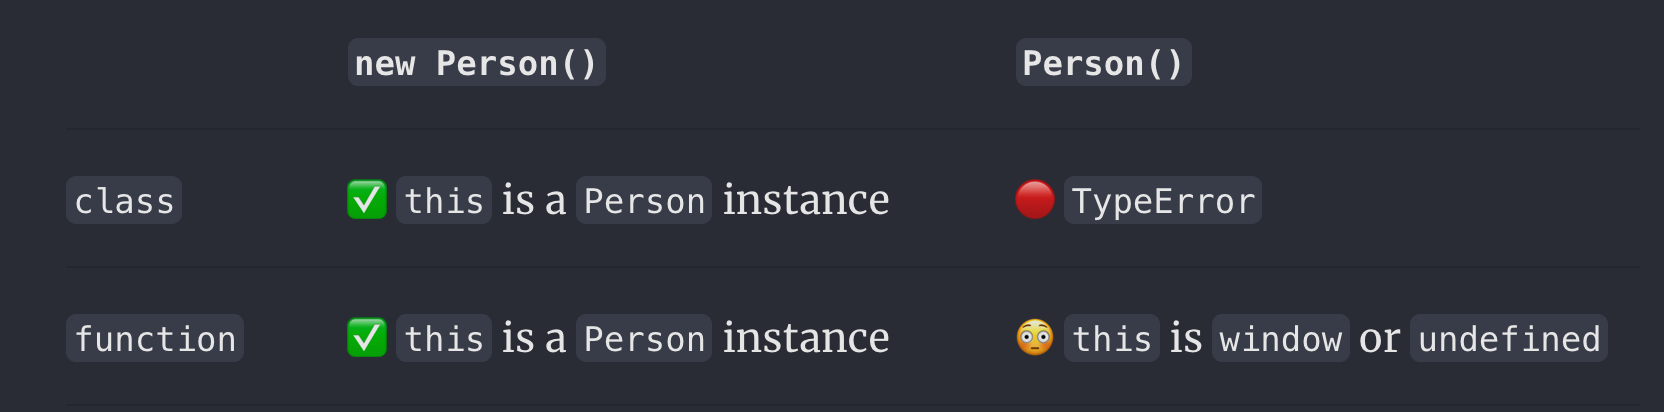 new Person() Person()
class ✅ this is a Person instance 🔴 TypeError
function ✅ this is a Person instance 😳 this is window or undefined